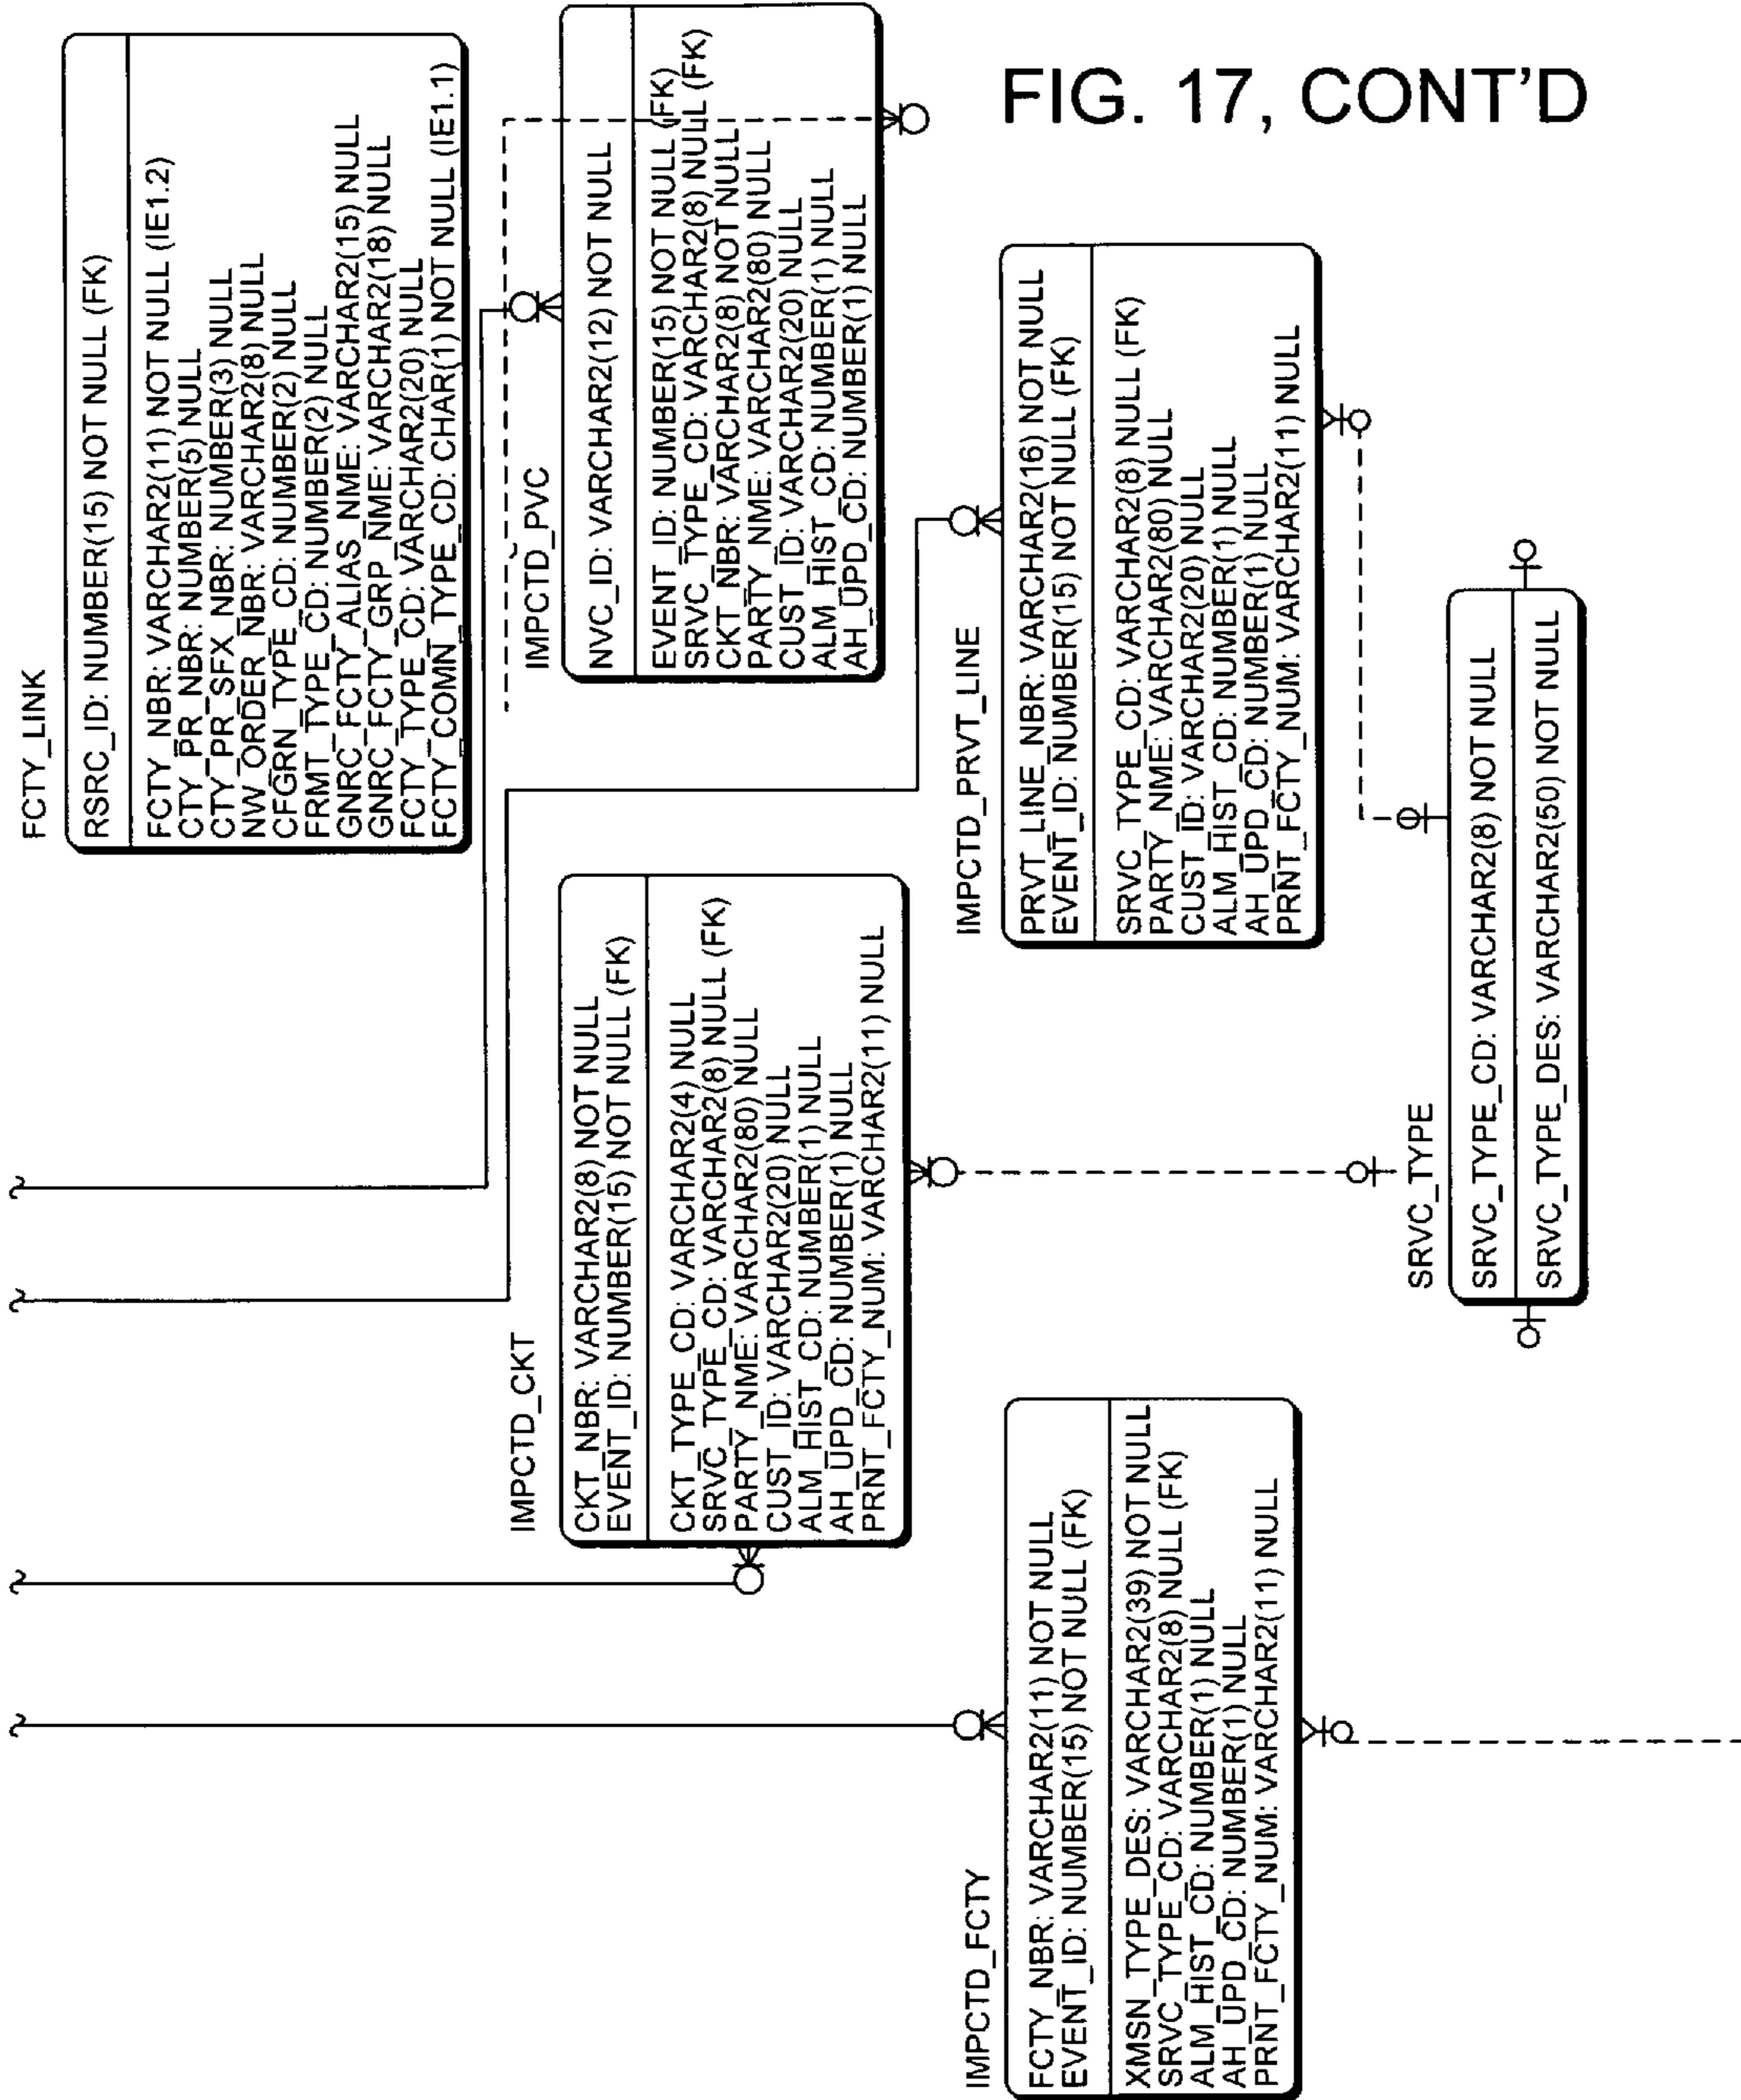 FIG. 17, CONT'D
FCTY_LINK
RSRC_ID: NUMBER(15) NOT NULL (FK)
FCTY_NBR: VARCHAR2(11) NOT NULL (IE1.2)
CTY_PR_NBR: NUMBER(5) NULL
CTY_PR_SFX_NBR: NUMBER(3) NULL
NW_ORDER_NBR: VARCHAR2(8) NULL
CFGRN_TYPE_CD: NUMBER(2) NULL
FRMT_TYPE_CD: NUMBER(2) NULL
GNRC_FCTY_ALIAS_NME: VARCHAR2(15) NULL
GNRC_FCTY_GRP_NME: VARCHAR2(18) NULL
FCTY_TYPE_CD: VARCHAR2(20) NULL
FCTY_COMN_TYPE_CD: CHAR(1) NOT NULL (IE1.1)
IMPCTD_PVC
NVC_ID: VARCHAR2(12) NOT NULL
EVENT_ID: NUMBER(15) NOT NULL (FK)
SRVC_TYPE_CD: VARCHAR2(8) NULL (FK)
CKT_NBR: VARCHAR2(8) NOT NULL
PARTY_NME: VARCHAR2(80) NULL
CUST_ID: VARCHAR2(20) NULL
ALM_HIST_CD: NUMBER(1) NULL
AH_UPD_CD: NUMBER(1) NULL
IMPCTD_CKT
CKT_NBR: VARCHAR2(8) NOT NULL
EVENT_ID: NUMBER(15) NOT NULL (FK)
CKT_TYPE_CD: VARCHAR2(4) NULL
SRVC_TYPE_CD: VARCHAR2(8) NULL (FK)
PARTY_NME: VARCHAR2(80) NULL
CUST_ID: VARCHAR2(20) NULL
ALM_HIST_CD: NUMBER(1) NULL
AH_UPD_CD: NUMBER(1) NULL
PRNT_FCTY_NUM: VARCHAR2(11) NULL
IMPCTD_PRVT_LINE
PRVT_LINE_NBR: VARCHAR2(16) NOT NULL
EVENT_ID: NUMBER(15) NOT NULL (FK)
SRVC_TYPE_CD: VARCHAR2(8) NULL (FK)
PARTY_NME: VARCHAR2(80) NULL
CUST_ID: VARCHAR2(20) NULL
ALM_HIST_CD: NUMBER(1) NULL
AH_UPD_CD: NUMBER(1) NULL
PRNT_FCTY_NUM: VARCHAR2(11) NULL
IMPCTD_FCTY
FCTY_NBR: VARCHAR2(11) NOT NULL
EVENT_ID: NUMBER(15) NOT NULL (FK)
XMSN_TYPE_DES: VARCHAR2(39) NOT NULL
SRVC_TYPE_CD: VARCHAR2(8) NULL (FK)
ALM_HIST_CD: NUMBER(1) NULL
AH_UPD_CD: NUMBER(1) NULL
PRNT_FCTY_NUM: VARCHAR2(11) NULL
SRVC_TYPE
SRVC_TYPE_CD: VARCHAR2(8) NOT NULL
SRVC_TYPE_DES: VARCHAR2(50) NOT NULL